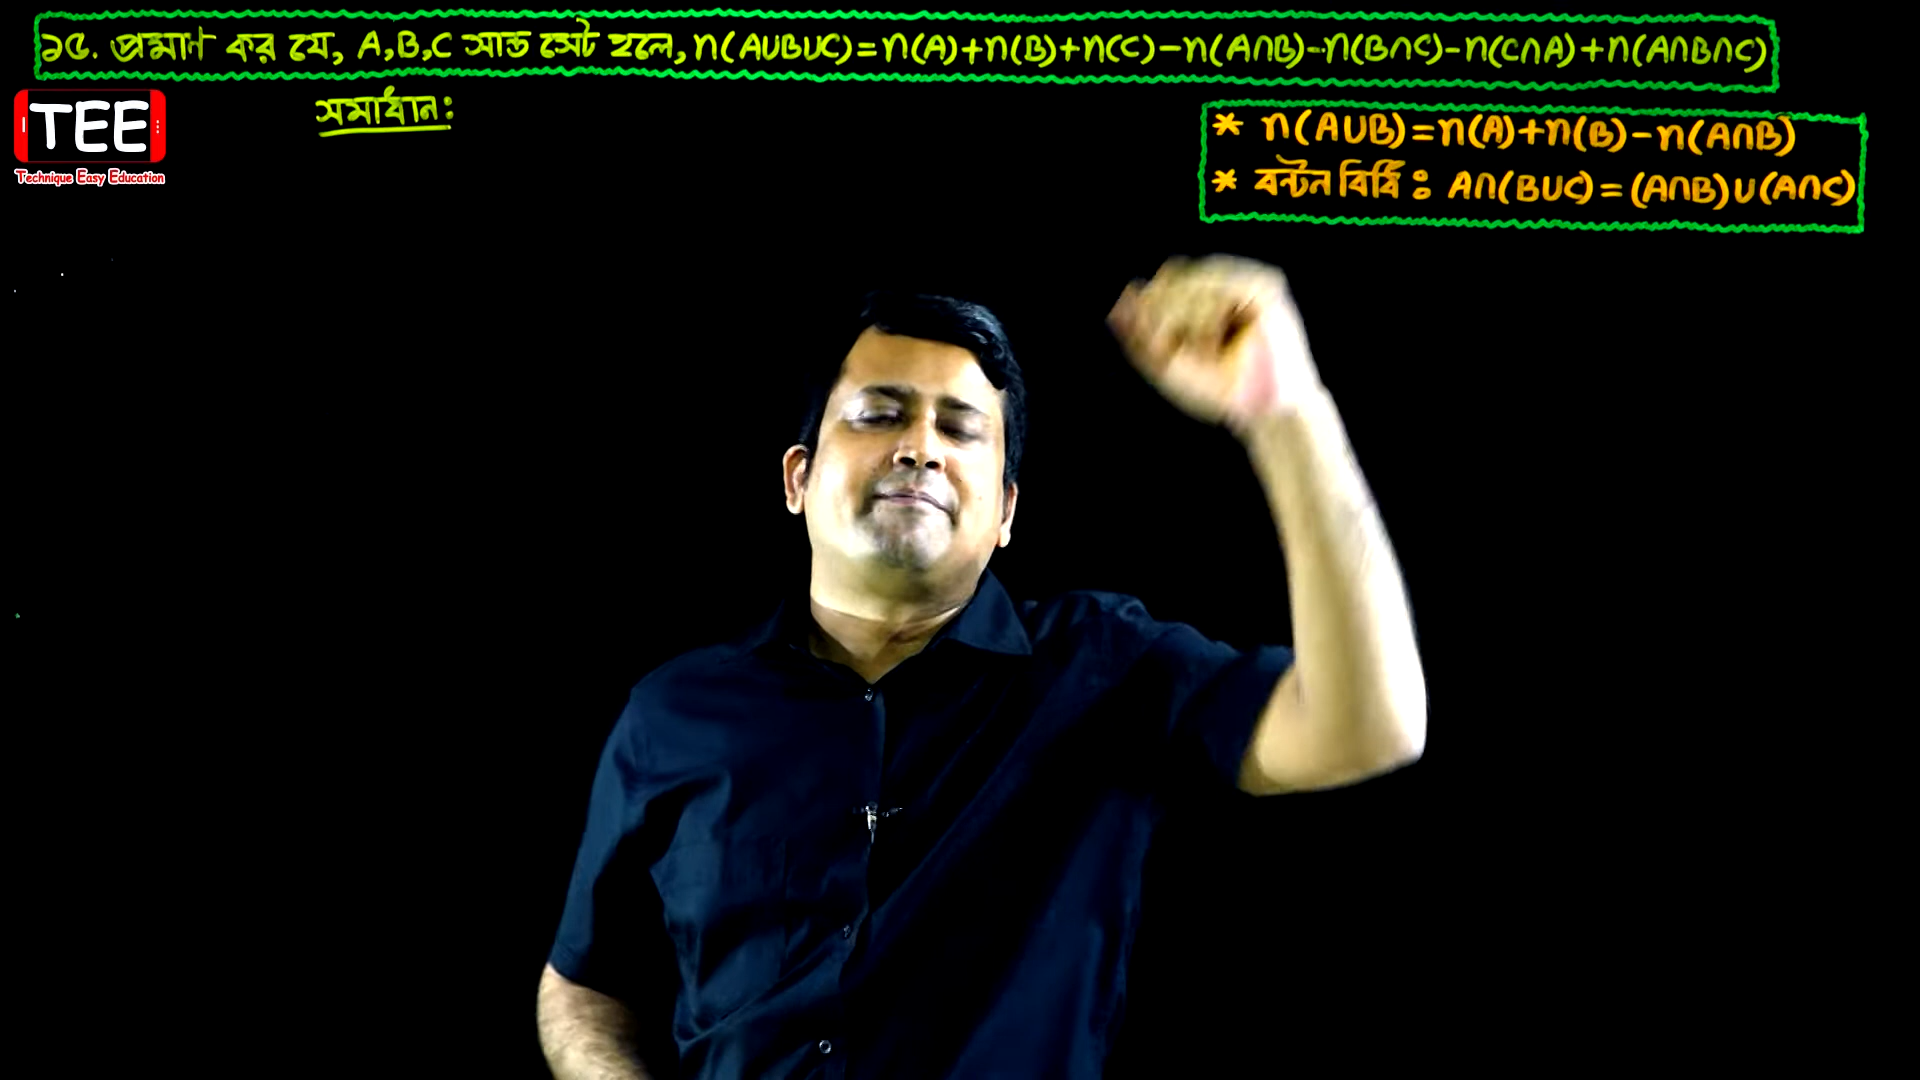 ১৫. প্রমাণ কর যে, A,B,C সান্ত সেট হলে, n(A∪B∪C)=n(A)+n(B)+n(C)-n(A∩B)-n(B∩C)-n(C∩A)+n(A∩B∩C)
TEE
Technique Easy Education
সমাধান:
* n(A∪B)=n(A)+n(B)-n(A∩B)
* বন্টন বিধি : A∩(B∪C)=(A∩B)∪(A∩C)